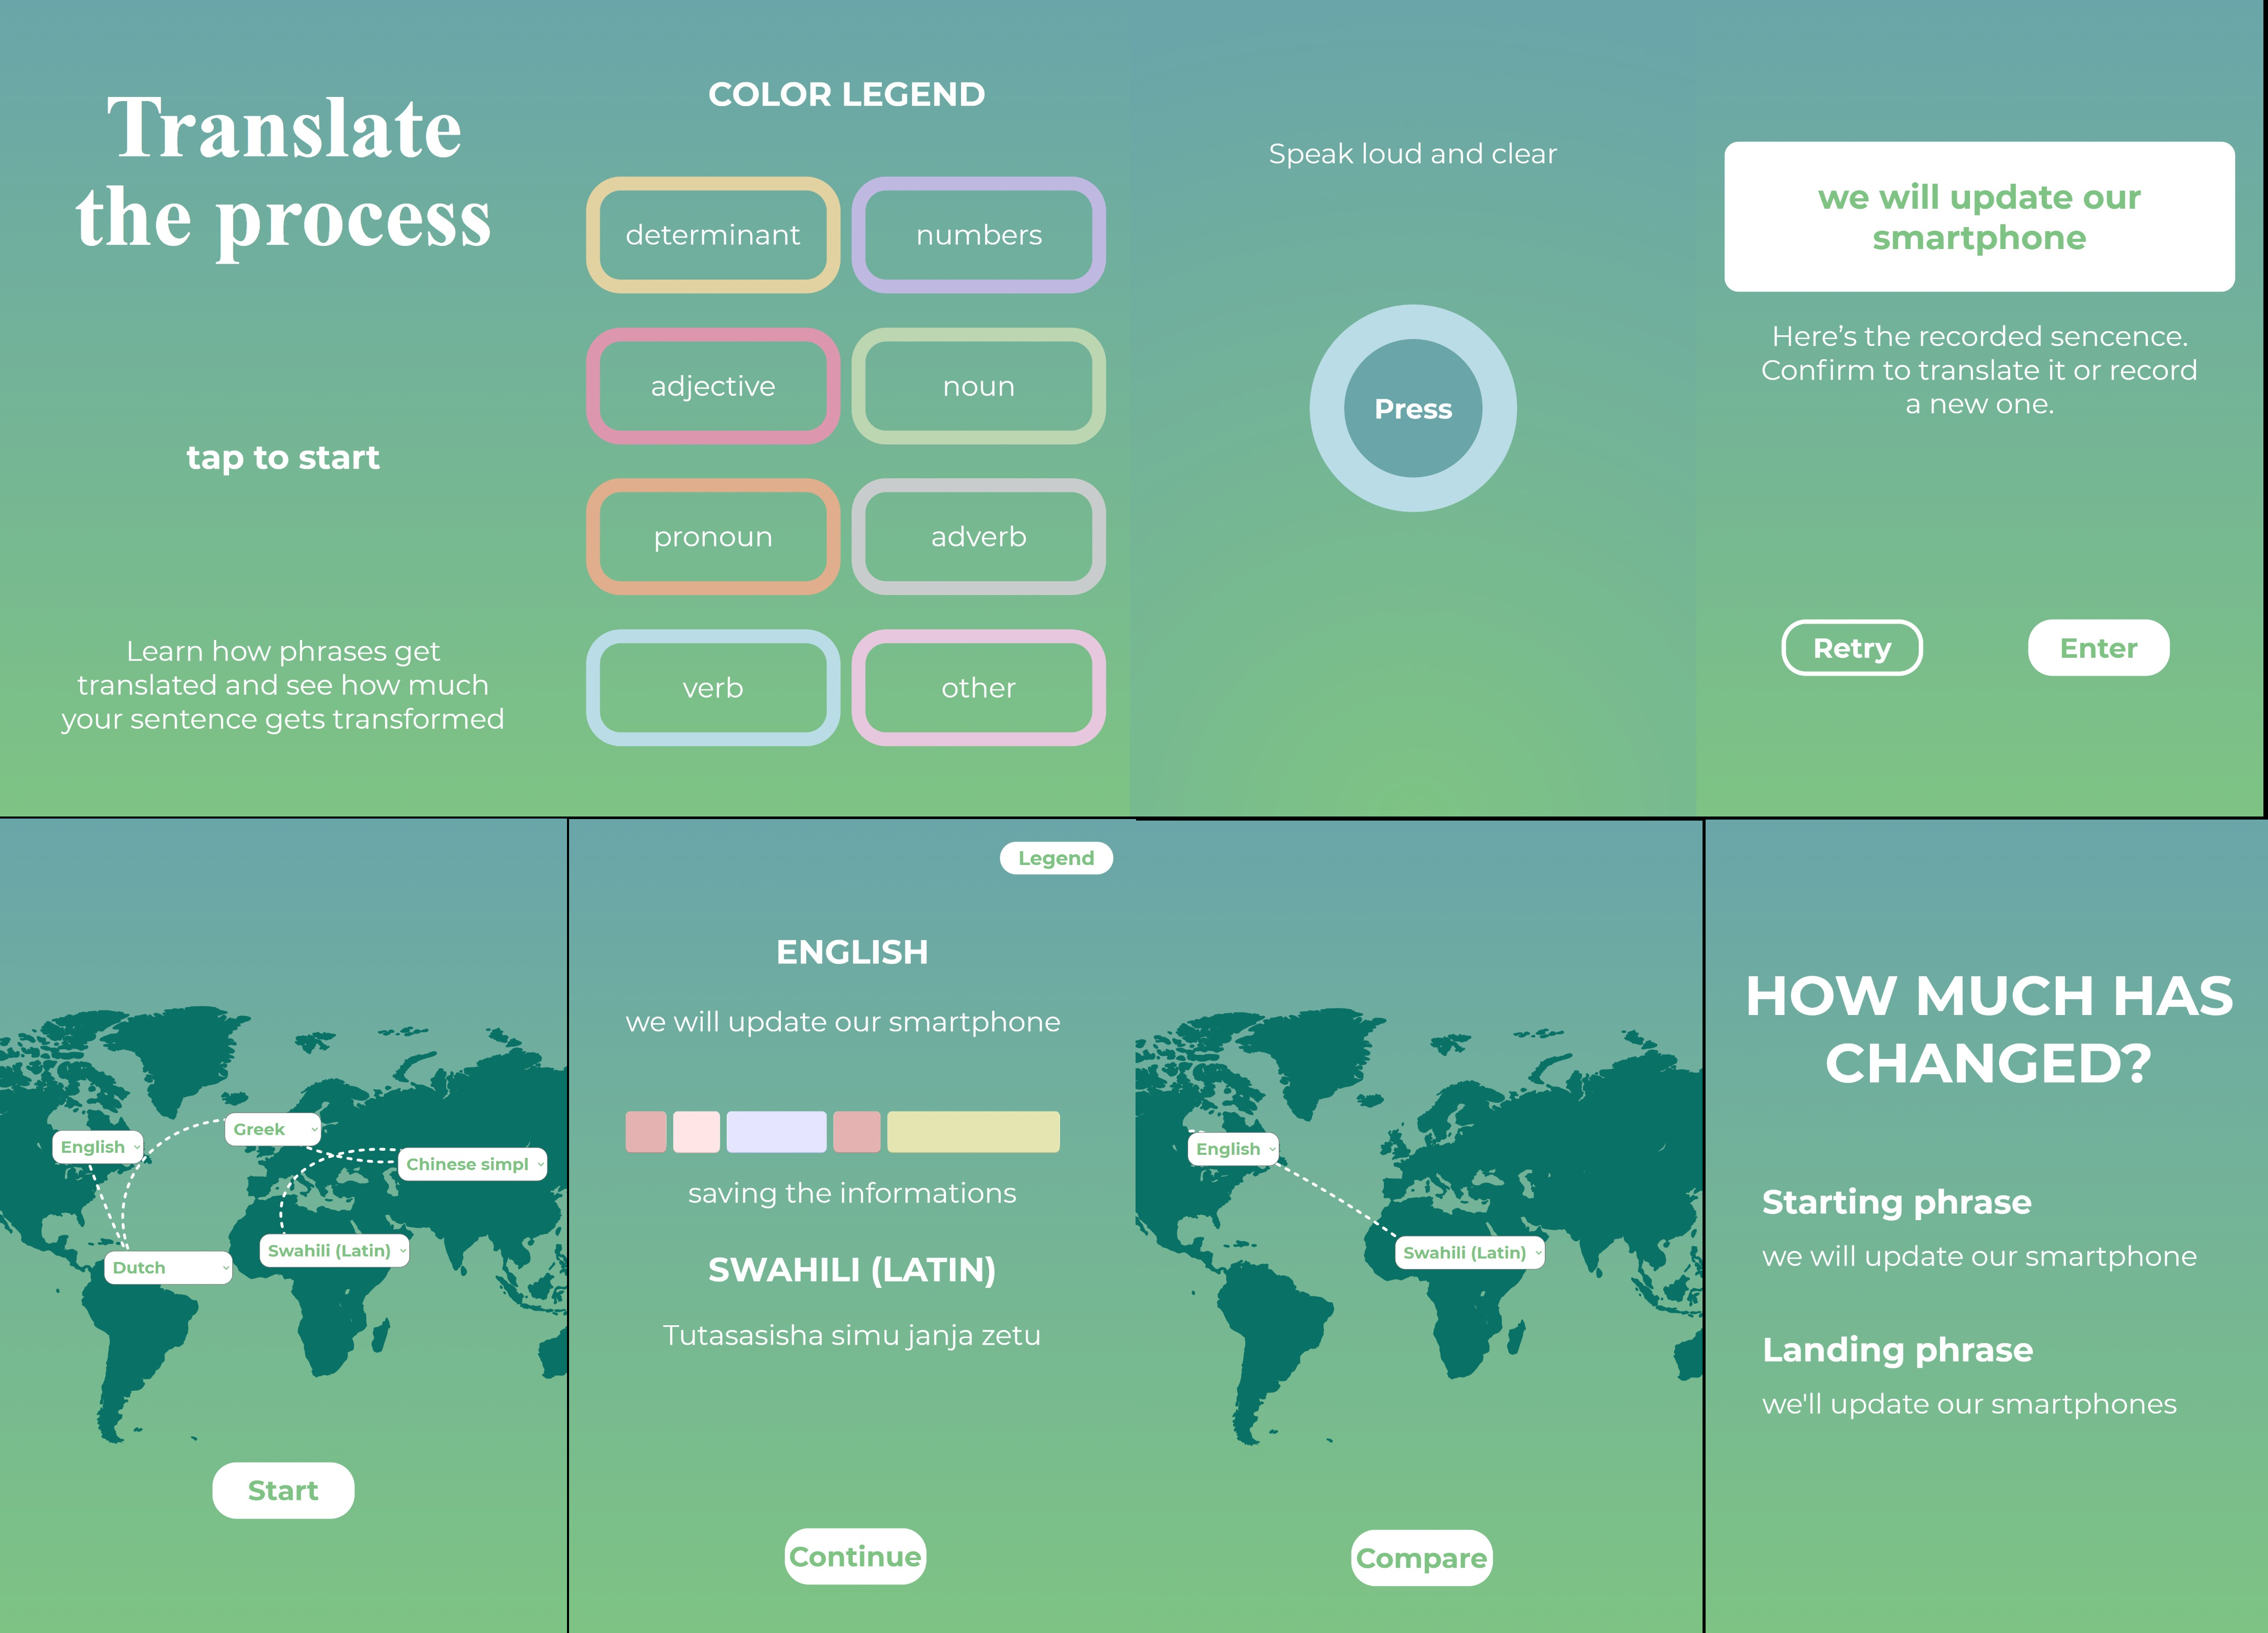 Translate
the process
tap to start
Learn how phrases get
translated and see how much
your sentence gets transformed
COLOR LEGEND
determinant
numbers
adjective
noun
pronoun
adverb
verb
other
Speak loud and clear
Press
we will update our
smartphone
Here’s the recorded sencence.
Confirm to translate it or record
a new one.
Retry
Enter
English
Greek
Chinese simpl
Swahili (Latin)
Dutch
Start
Legend
ENGLISH
we will update our smartphone
saving the informations
SWAHILI (LATIN)
Tutasasisha simu janja zetu
Continue
English
Swahili (Latin)
Compare
HOW MUCH HAS
CHANGED?
Starting phrase
we will update our smartphone
Landing phrase
we'll update our smartphones